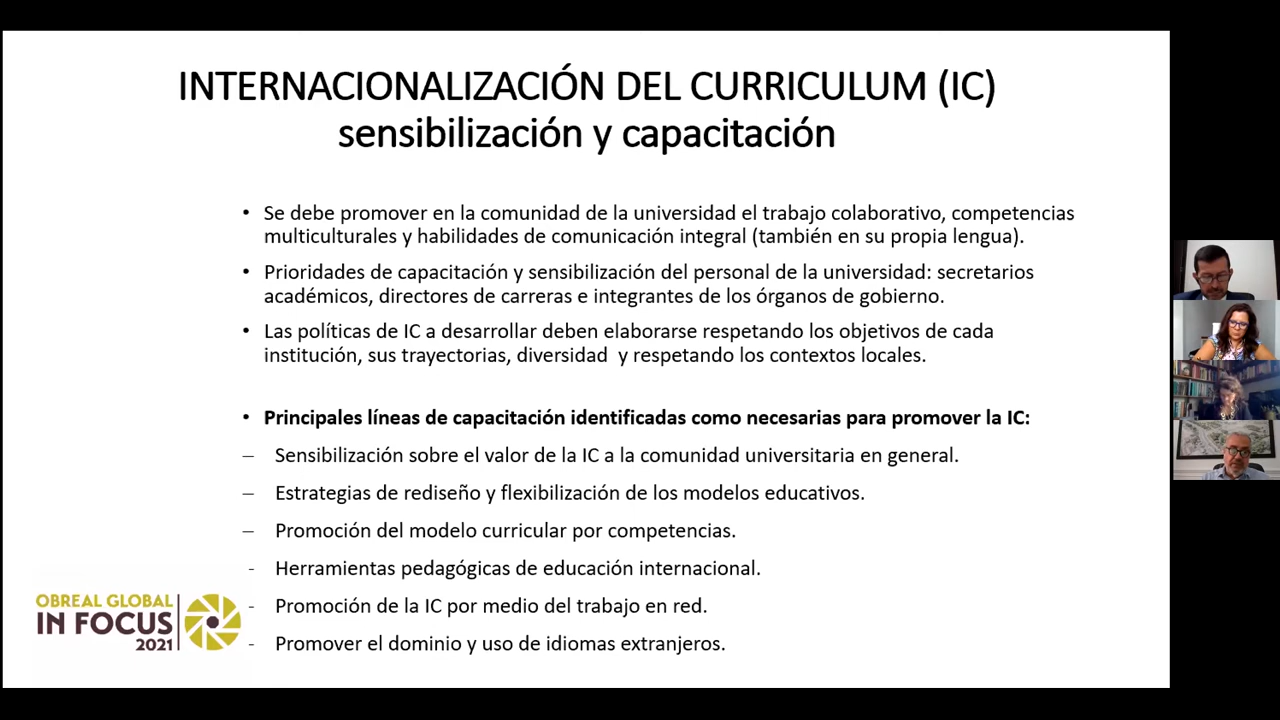 INTERNACIONALIZACIÓN DEL CURRICULUM (IC)
sensibilización y capacitación
• Se debe promover en la comunidad de la universidad el trabajo colaborativo, competencias
multiculturales y habilidades de comunicación integral (también en su propia lengua).
• Prioridades de capacitación y sensibilización del personal de la universidad: secretarios
académicos, directores de carreras e integrantes de los órganos de gobierno.
• Las políticas de IC a desarrollar deben elaborarse respetando los objetivos de cada
institución, sus trayectorias, diversidad  y respetando los contextos locales.
• Principales líneas de capacitación identificadas como necesarias para promover la IC:
– Sensibilización sobre el valor de la IC a la comunidad universitaria en general.
– Estrategias de rediseño y flexibilización de los modelos educativos.
– Promoción del modelo curricular por competencias.
- Herramientas pedagógicas de educación internacional.
- Promoción de la IC por medio del trabajo en red.
- Promover el dominio y uso de idiomas extranjeros.
OBREAL GLOBAL
IN FOCUS
2021